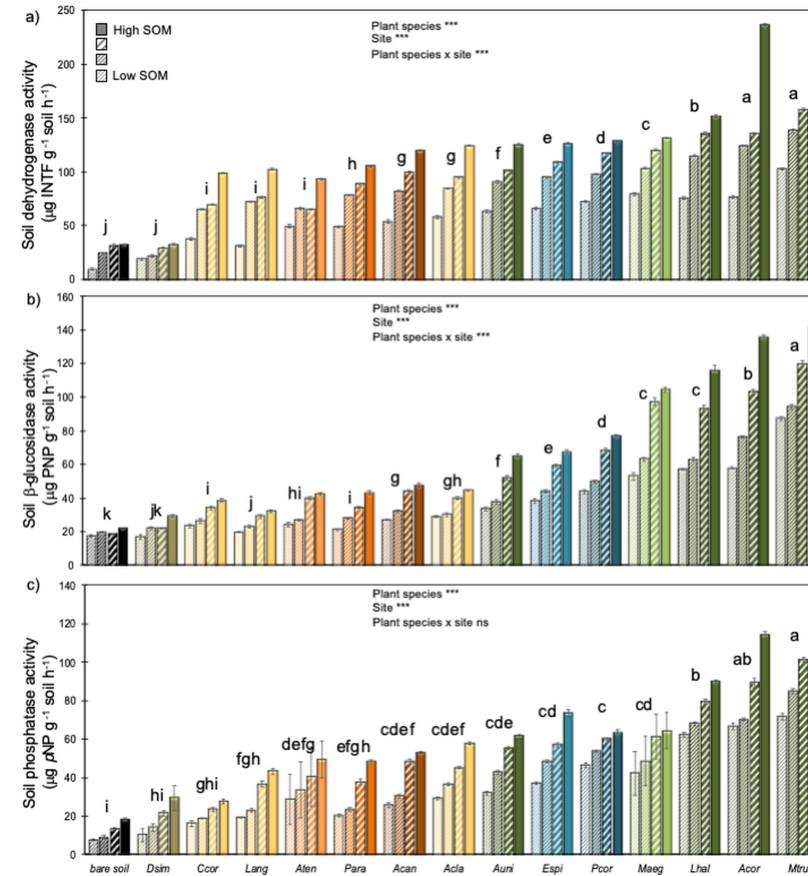 a)
High SOM
Low SOM
Plant species ***
Site ***
Plant species x site ***
Soil dehydrogenase activity
(µg INTF g-1 soil h-1)
250
200
150
100
50
0
j j i i i h g g f e d c b a a
b)
Plant species ***
Site ***
Plant species x site ***
Soil β-glucosidase activity
(µg PNP g-1 soil h-1)
160
140
120
100
80
60
40
20
0
k jk i j hi i g gh f e d c c b a
c)
Plant species ***
Site ***
Plant species x site ns
Soil phosphatase activity
(µg pNP g-1 soil h-1)
140
120
100
80
60
40
20
0
i hi ghi fgh defg efgh cdef cdef cde cd c cd b ab a
bare soil Dsim Ccor Lang Aten Para Acan Acla Auni Espi Pcor Maeg Lhal Acor Mtru